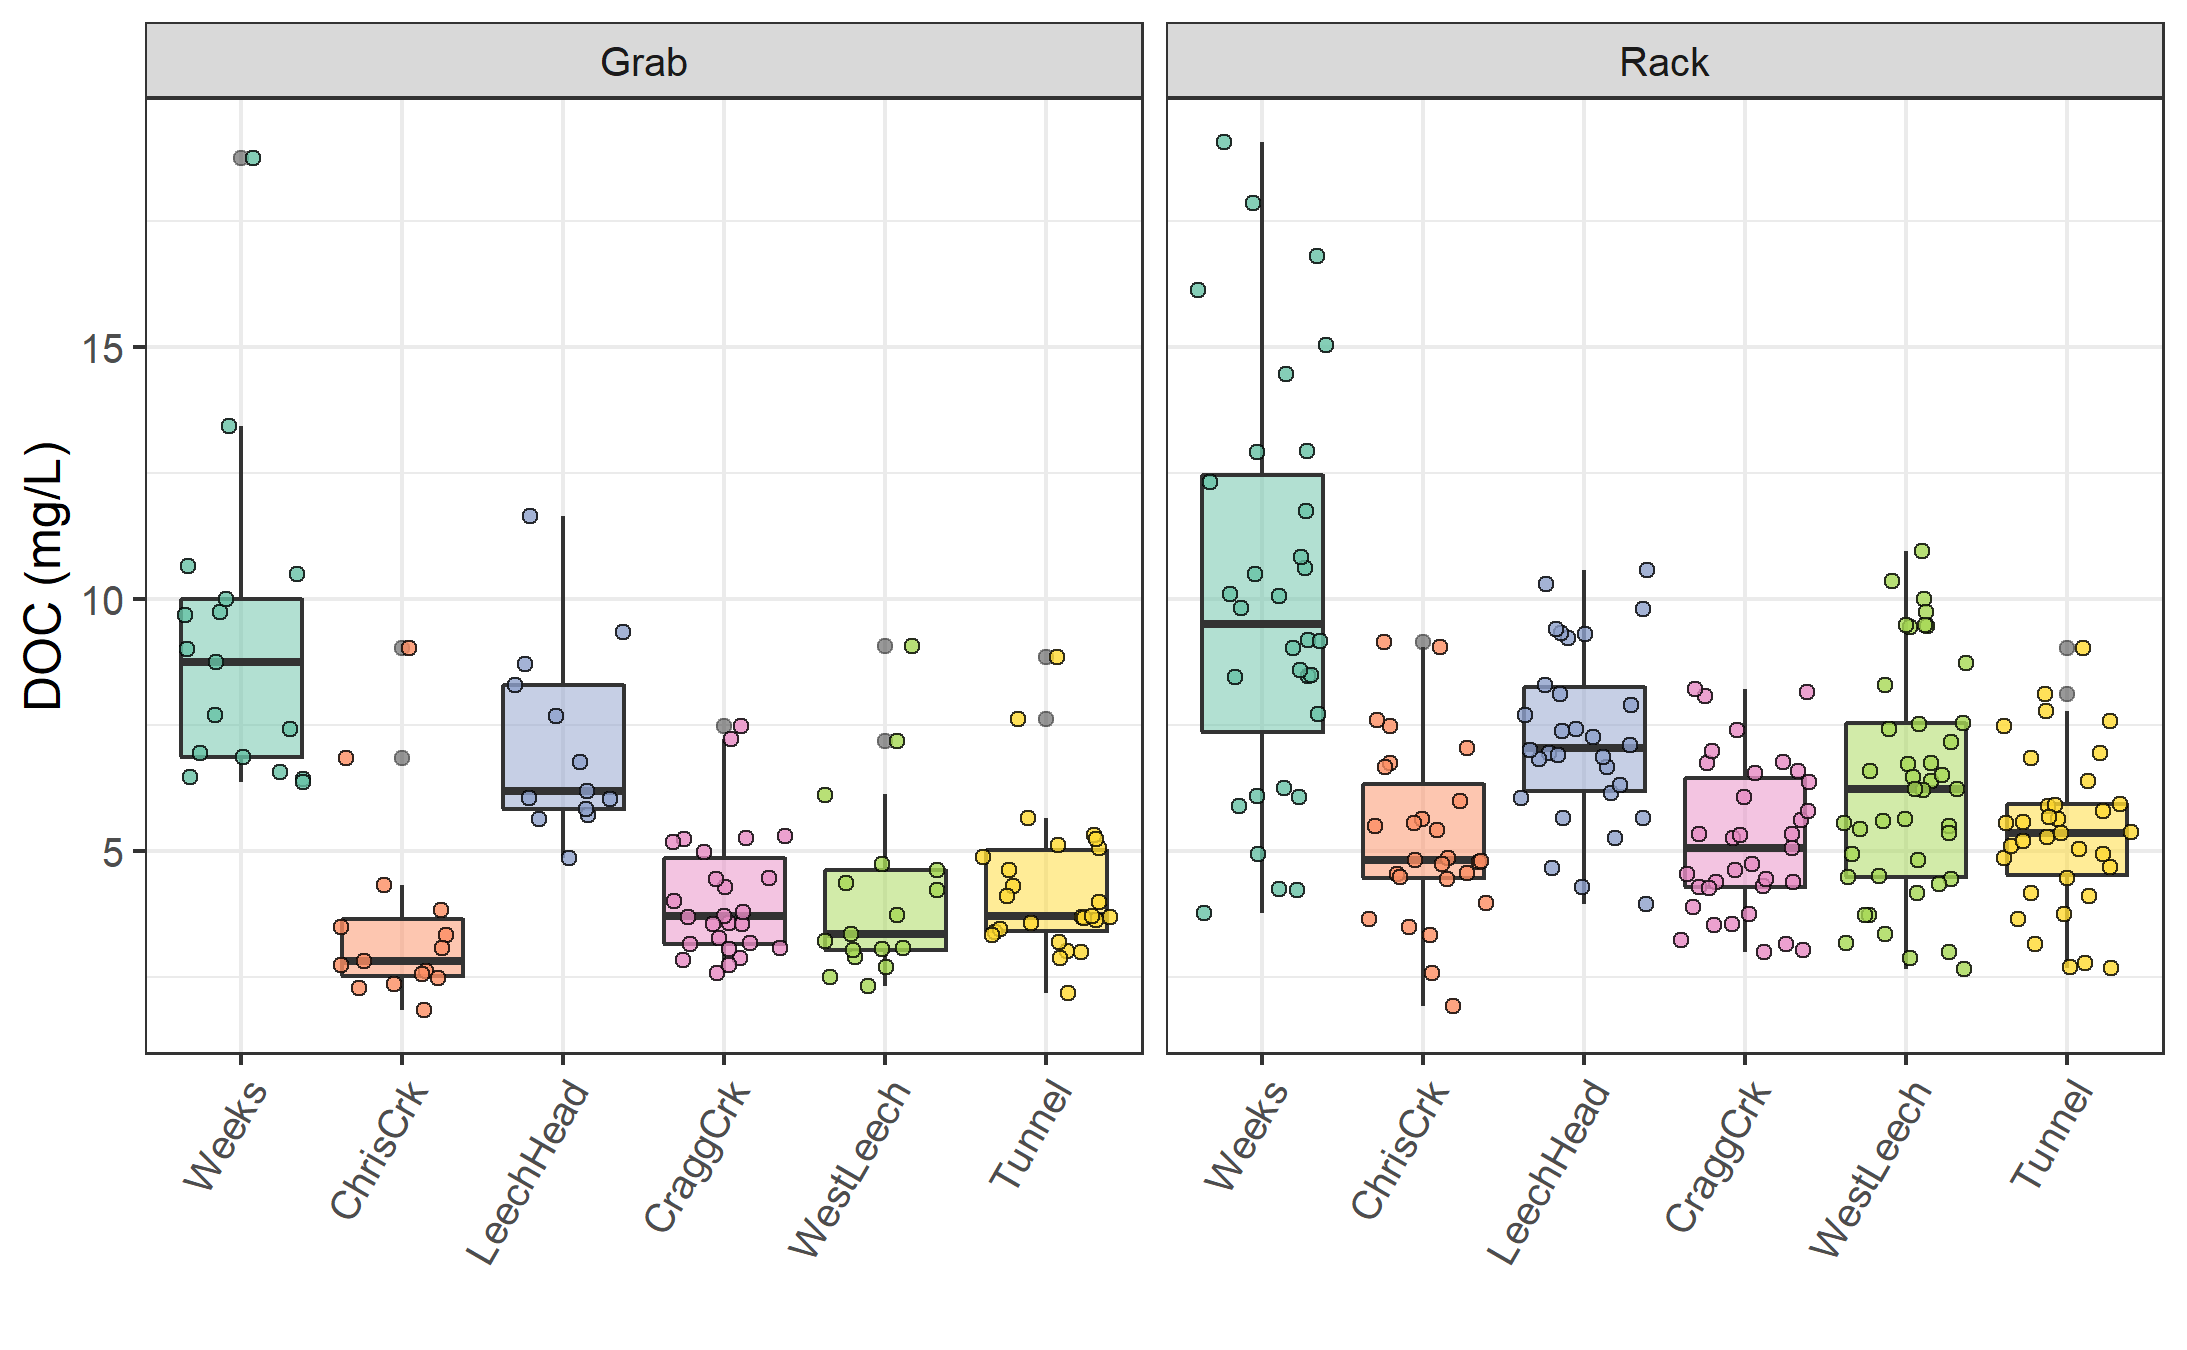 Grab
Rack
DOC (mg/L)
15
10
5
Weeks
ChrisCrk
LeechHead
CraggCrk
WestLeech
Tunnel
Weeks
ChrisCrk
LeechHead
CraggCrk
WestLeech
Tunnel